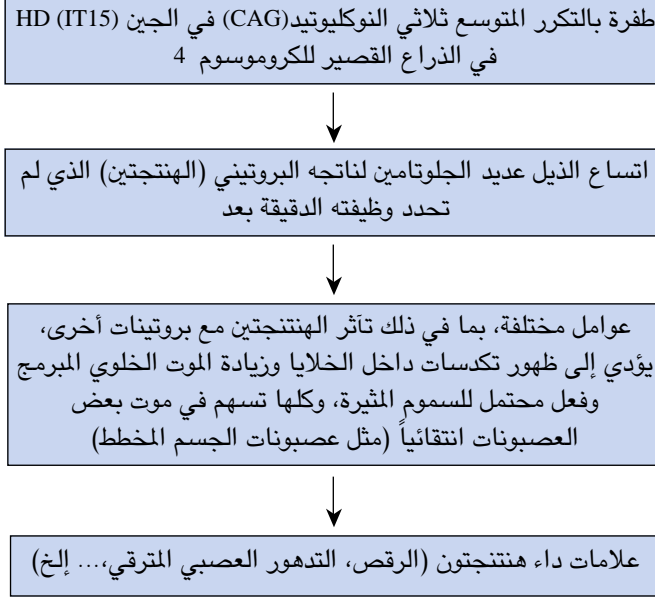 طفرة بالتكرر المتوسع ثلاثي النوكليوتيد(CAG) في الجين HD (IT15)
في الذراع القصير للكروموسوم 4
اتساع الذيل عديد الجلوتامين لناتجه البروتيني (الهنتجتين) الذي لم
تحدد وظيفته الدقيقة بعد
عوامل مختلفة، بما في ذلك تآثر الهنتنجتين مع بروتينات أخرى،
يؤدي إلى ظهور تكدسات داخل الخلايا وزيادة الموت الخلوي المبرمج
وفعل محتمل للسموم المثيرة، وكلها تسهم في موت بعض
العصبونات انتقائياً (مثل عصبونات الجسم المخطط)
علامات داء هنتنجتون (الرقص، التدهور العصبي المترقي،... إلخ)